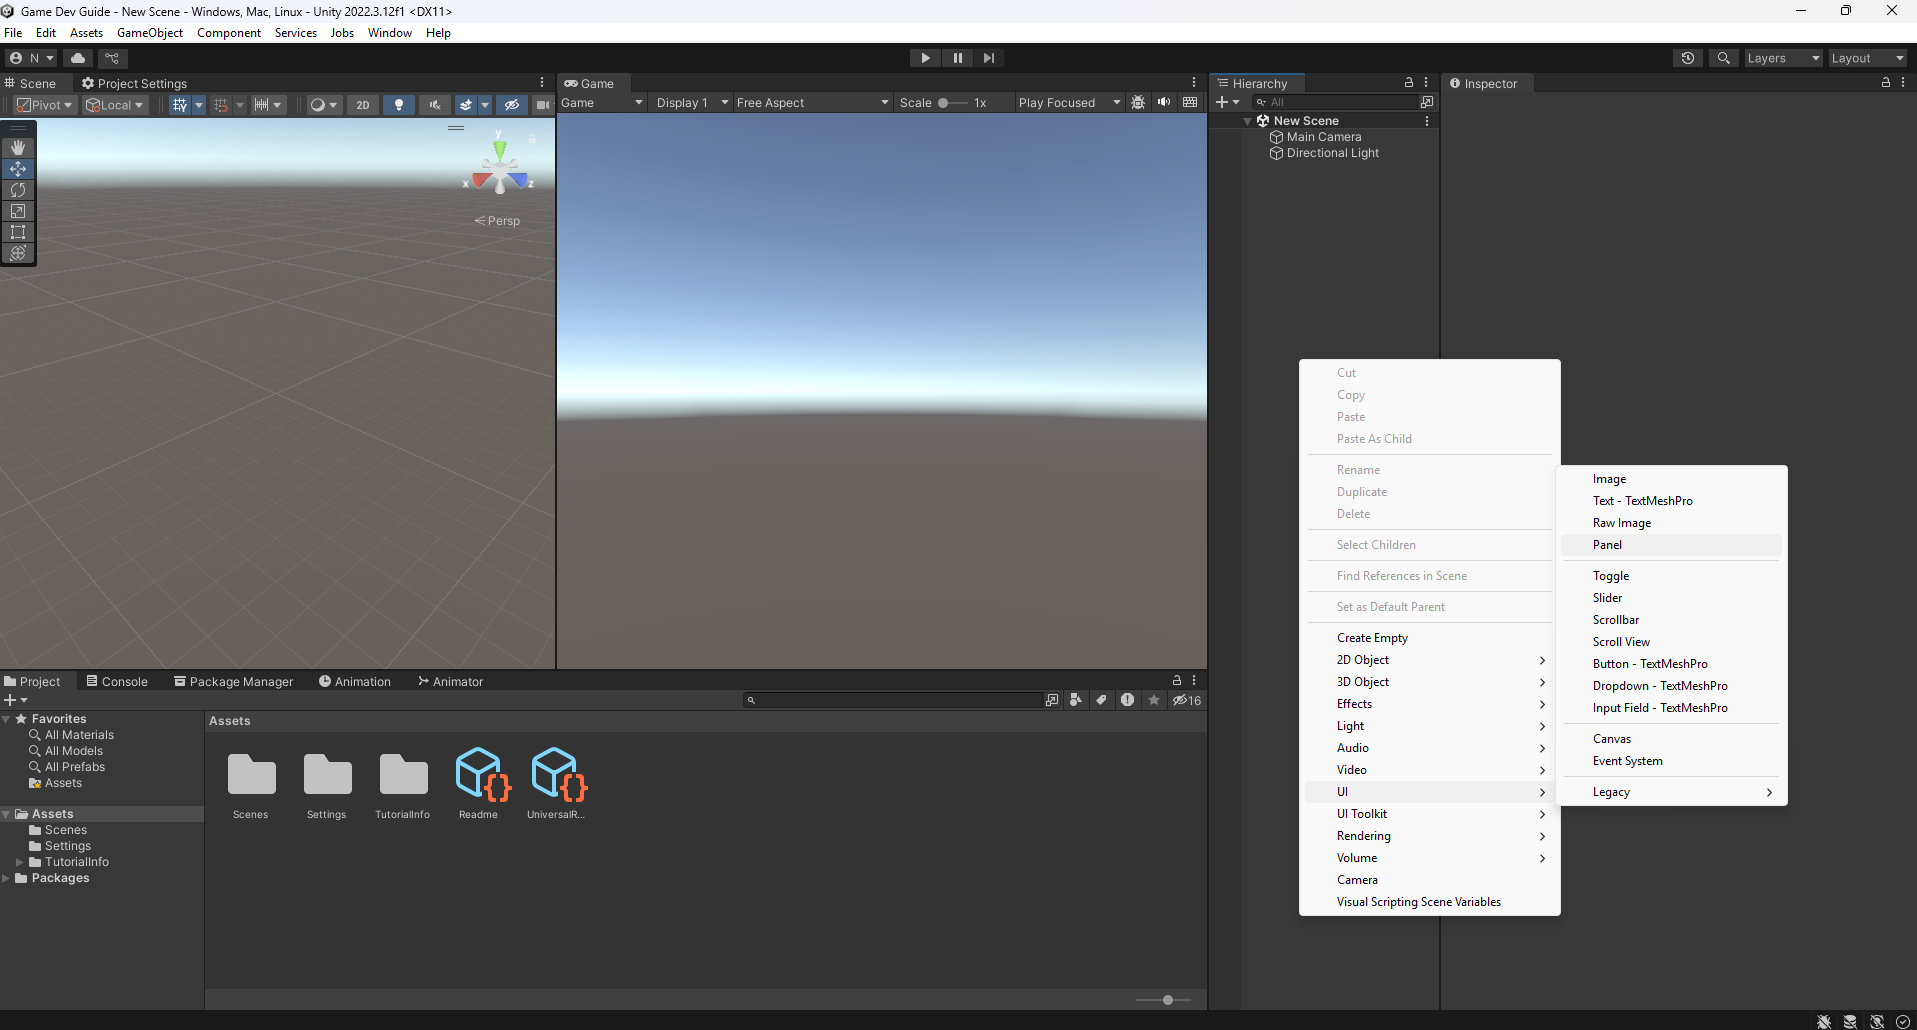 Game Dev Guide - New Scene - Windows, Mac, Linux - Unity 2022.3.12f1 <DX11>
File Edit Assets GameObject Component Services Jobs Window Help
N
Layers
Layout
Scene
Project Settings
Pivot
Local
2D
y
x
z
Persp
Game
Game
Display 1
Free Aspect
Scale
1x
Play Focused
Hierarchy
All
New Scene
Main Camera
Directional Light
Inspector
Cut
Copy
Paste
Paste As Child
Rename
Duplicate
Delete
Select Children
Find References in Scene
Set as Default Parent
Create Empty
2D Object
3D Object
Effects
Light
Audio
Video
UI
UI Toolkit
Rendering
Volume
Camera
Visual Scripting Scene Variables
Image
Text - TextMeshPro
Raw Image
Panel
Toggle
Slider
Scrollbar
Scroll View
Button - TextMeshPro
Dropdown - TextMeshPro
Input Field - TextMeshPro
Canvas
Event System
Legacy
Project
Console
Package Manager
Animation
Animator
16
Favorites
All Materials
All Models
All Prefabs
Assets
Assets
Scenes
Settings
TutorialInfo
Packages
Assets
Scenes
Settings
TutorialInfo
Readme
UniversalR...